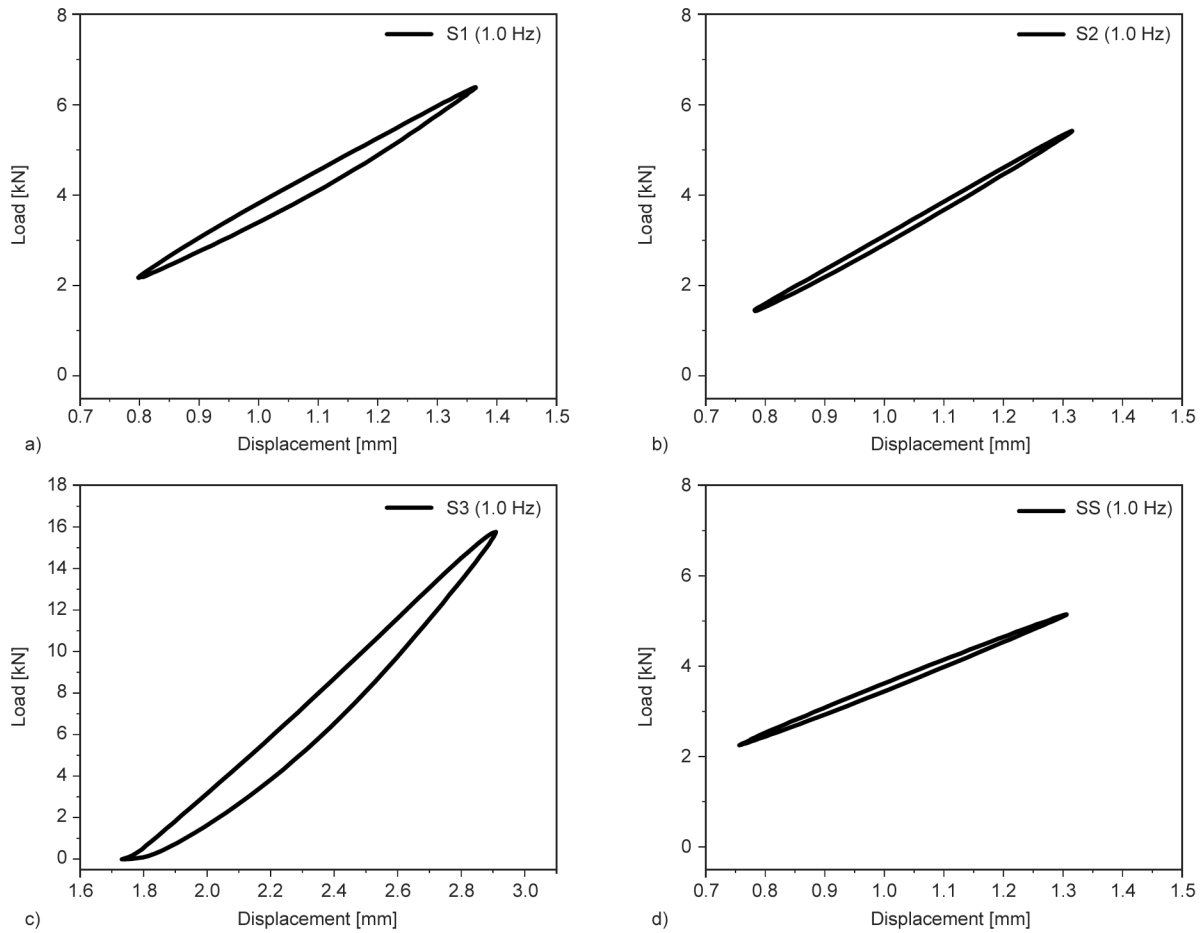 S1 (1.0 Hz)
8
6
4
2
0
Load [kN]
0.7 0.8 0.9 1.0 1.1 1.2 1.3 1.4 1.5
Displacement [mm]
a)
S2 (1.0 Hz)
8
6
4
2
0
Load [kN]
0.7 0.8 0.9 1.0 1.1 1.2 1.3 1.4 1.5
Displacement [mm]
b)
S3 (1.0 Hz)
18
16
14
12
10
8
6
4
2
0
Load [kN]
1.6 1.8 2.0 2.2 2.4 2.6 2.8 3.0
Displacement [mm]
c)
SS (1.0 Hz)
8
6
4
2
0
Load [kN]
0.7 0.8 0.9 1.0 1.1 1.2 1.3 1.4 1.5
Displacement [mm]
d)